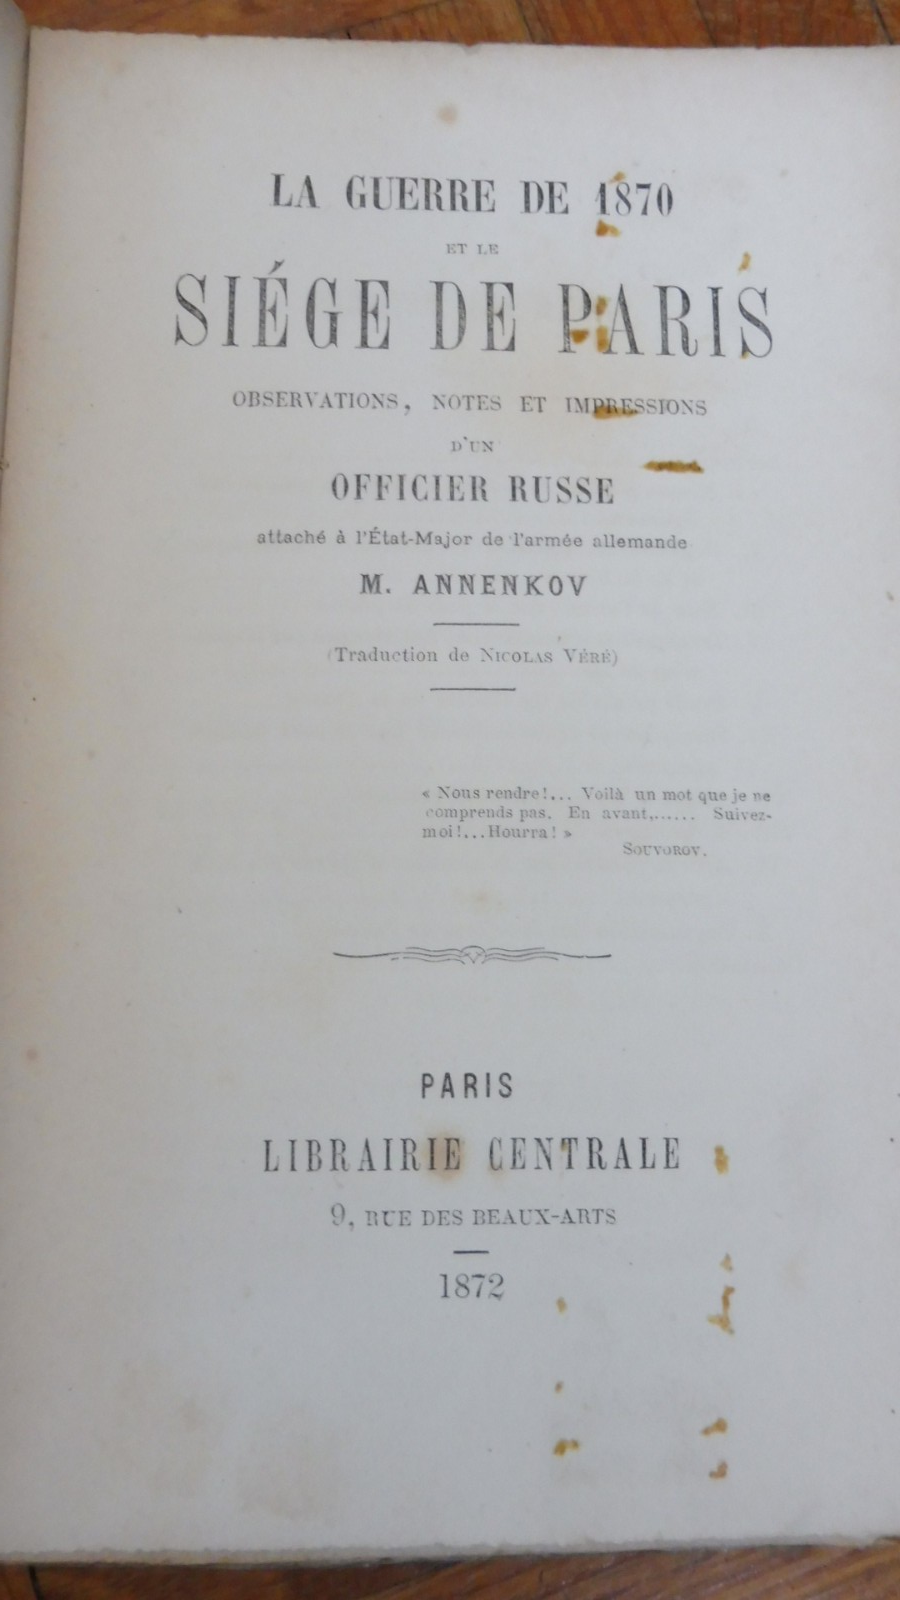 LA GUERRE DE 1870
ET LE
SIÉGE DE PARIS
OBSERVATIONS, NOTES ET IMPRESSIONS
D'UN
OFFICIER RUSSE
attaché à l'État-Major de l'armée allemande
M. ANNENKOV
(Traduction de NICOLAS VÉRÉ)
« Nous rendre!... Voilà un mot que je ne
comprends pas. En avant,...... Suivez-
moi!...Hourra! »
SOUVOROV.
PARIS
LIBRAIRIE CENTRALE
9, RUE DES BEAUX-ARTS
1872